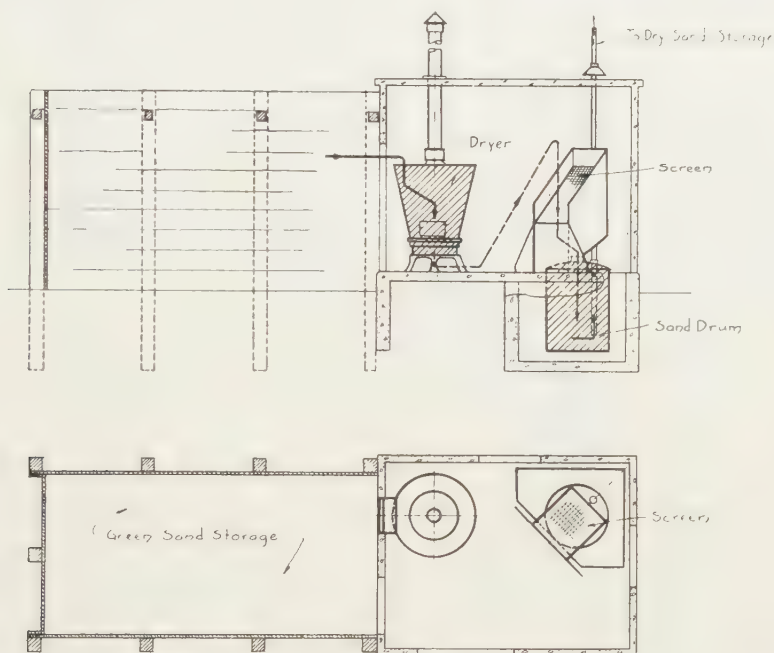 To Dry Sand Storage
Dryer
Screen
Sand Drum
Green Sand Storage
Screen